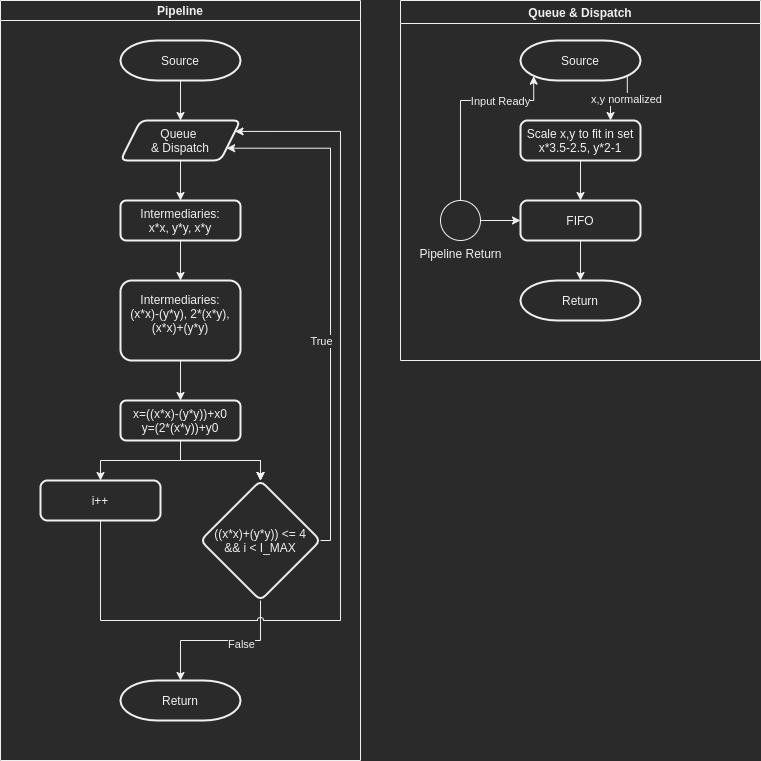 Pipeline
Source
Queue
& Dispatch
Intermediaries:
x*x, y*y, x*y
Intermediaries:
(x*x)-(y*y), 2*(x*y),
(x*x)+(y*y)
True
x=((x*x)-(y*y))+x0
y=(2*(x*y))+y0
i++
((x*x)+(y*y)) <= 4
&& i < I_MAX
False
Return
Queue & Dispatch
Source
Input Ready
x,y normalized
Scale x,y to fit in set
x*3.5-2.5, y*2-1
FIFO
Pipeline Return
Return